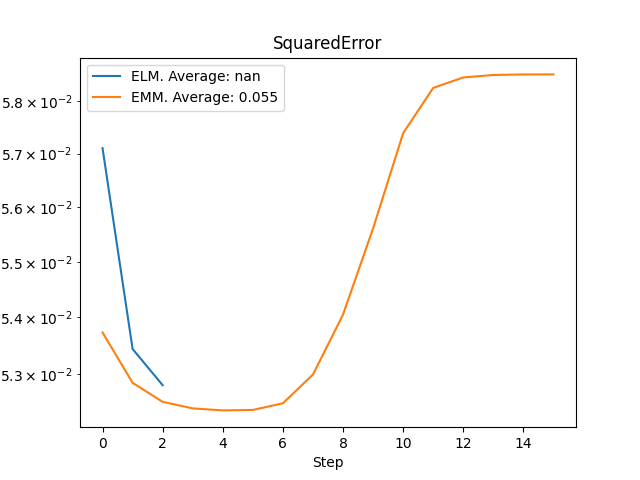 SquaredError
ELM. Average: nan
EMM. Average: 0.055
5.8 × 10⁻²
5.7 × 10⁻²
5.6 × 10⁻²
5.5 × 10⁻²
5.4 × 10⁻²
5.3 × 10⁻²
0 2 4 6 8 10 12 14
Step